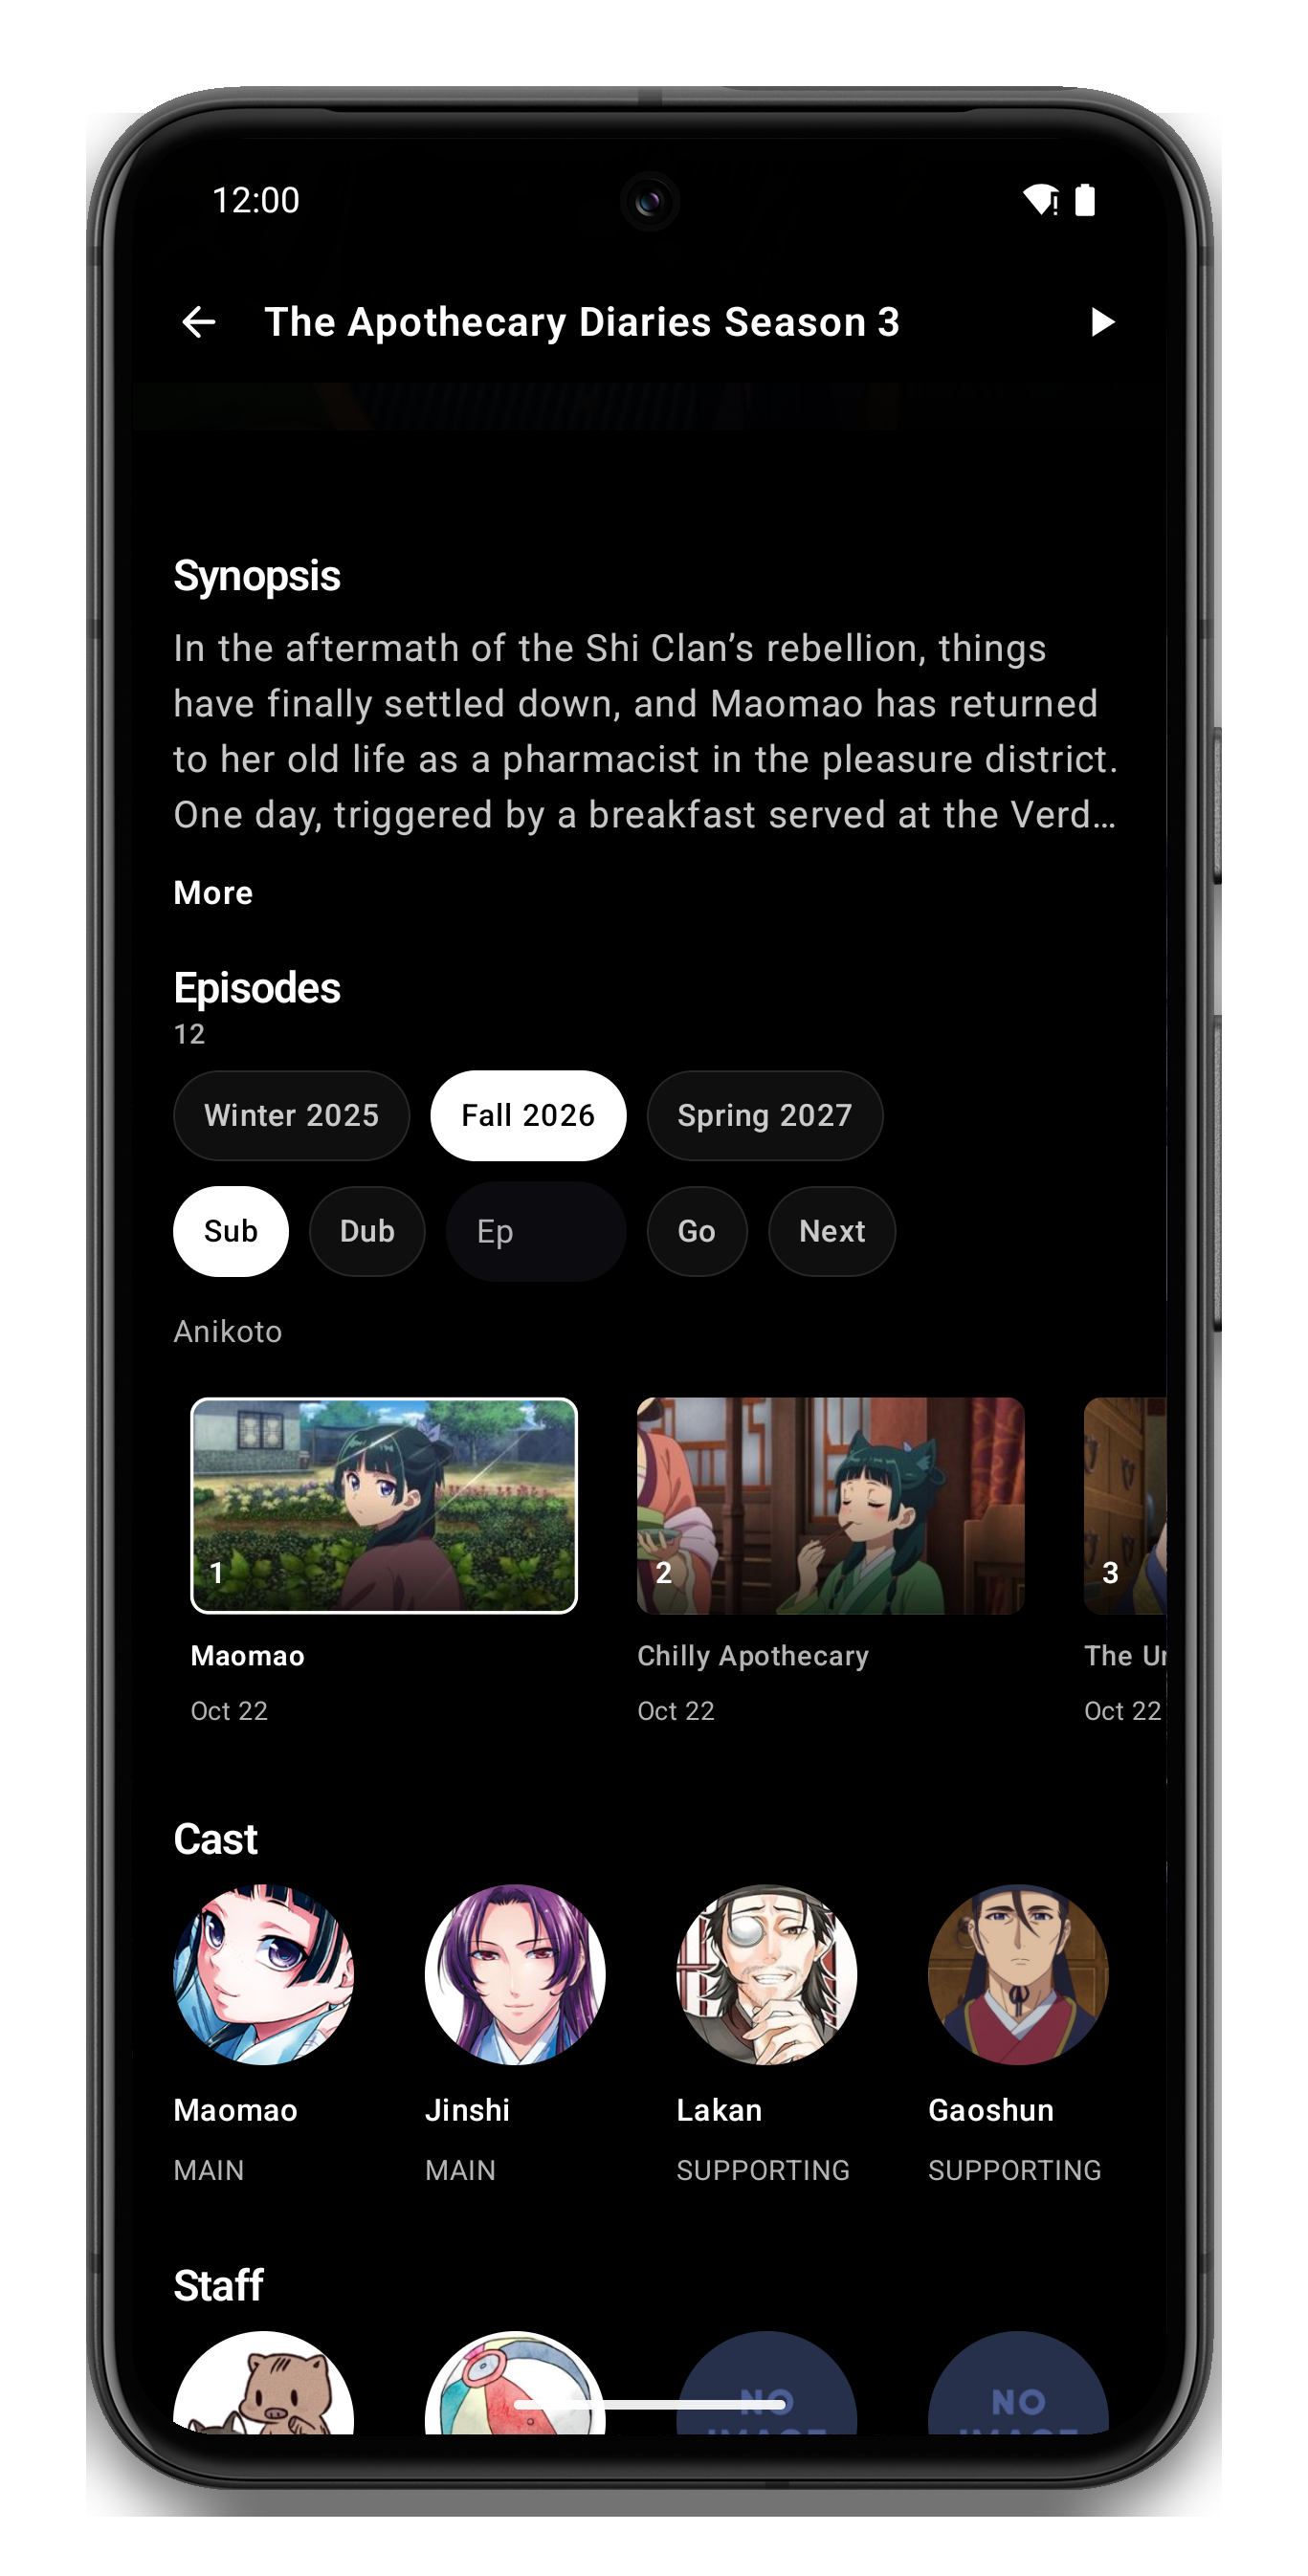 12:00
The Apothecary Diaries Season 3
Synopsis
In the aftermath of the Shi Clan’s rebellion, things
have finally settled down, and Maomao has returned
to her old life as a pharmacist in the pleasure district.
One day, triggered by a breakfast served at the Verd…
More
Episodes
12
Winter 2025 Fall 2026 Spring 2027
Sub Dub Ep Go Next
Anikoto
1 2 3
Maomao Chilly Apothecary The
Oct 22 Oct 22 Oct 22
Cast
Maomao Jinshi Lakan Gaoshun
MAIN MAIN SUPPORTING SUPPORTING
Staff
NO NO
IMAGE IMAGE